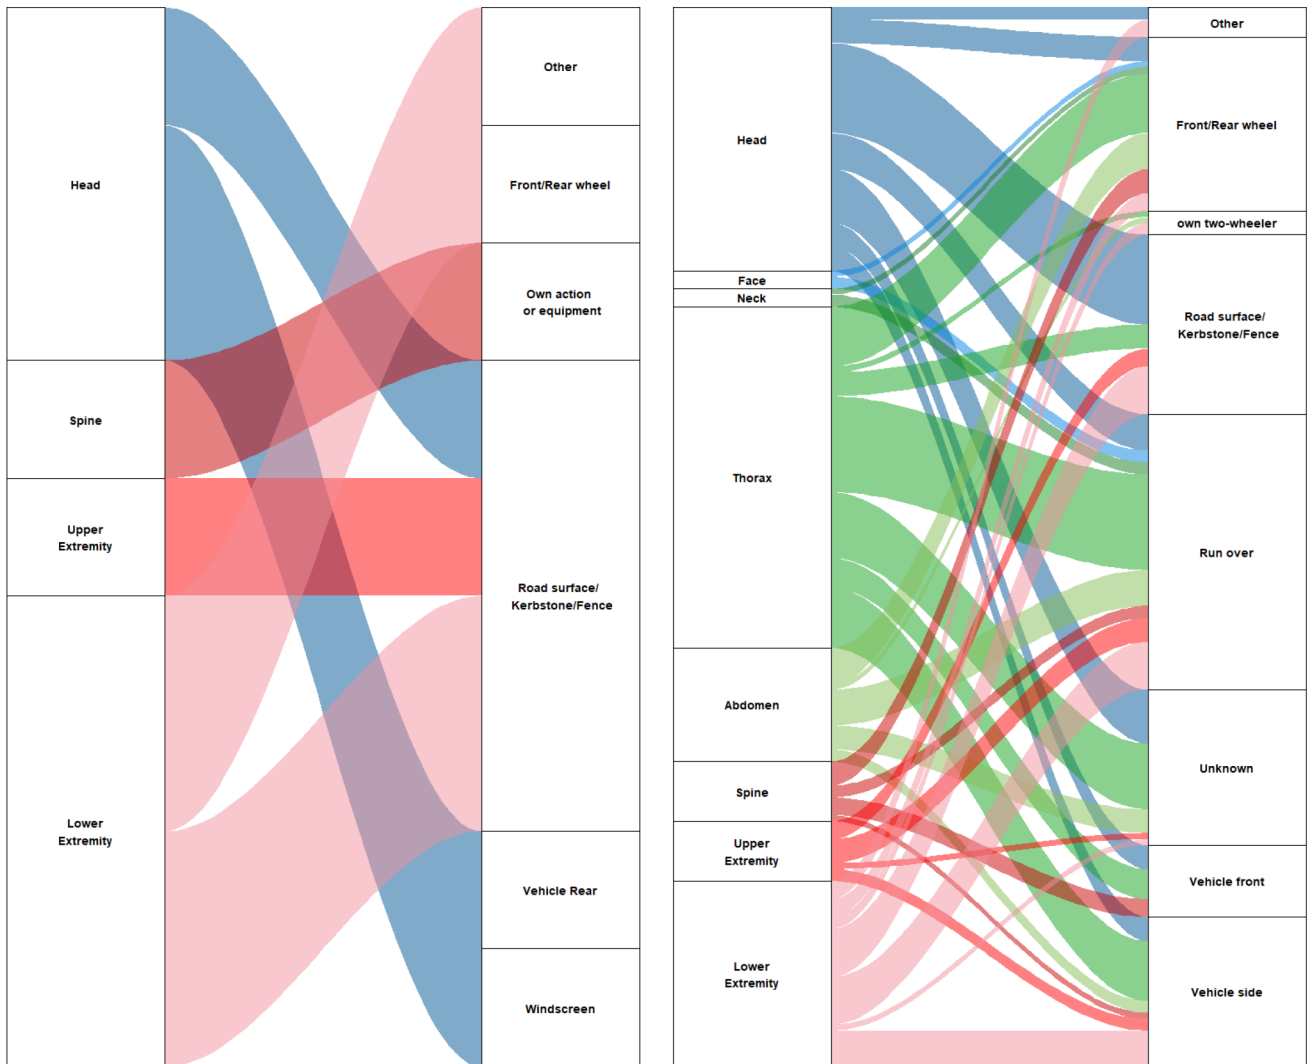 Head
Spine
Upper
Extremity
Lower
Extremity
Other
Front/Rear wheel
Own action
or equipment
Road surface/
Kerbstone/Fence
Vehicle Rear
Windscreen
Head
Face
Neck
Thorax
Abdomen
Spine
Upper
Extremity
Lower
Extremity
Other
Front/Rear wheel
own two-wheeler
Road surface/
Kerbstone/Fence
Run over
Unknown
Vehicle front
Vehicle side